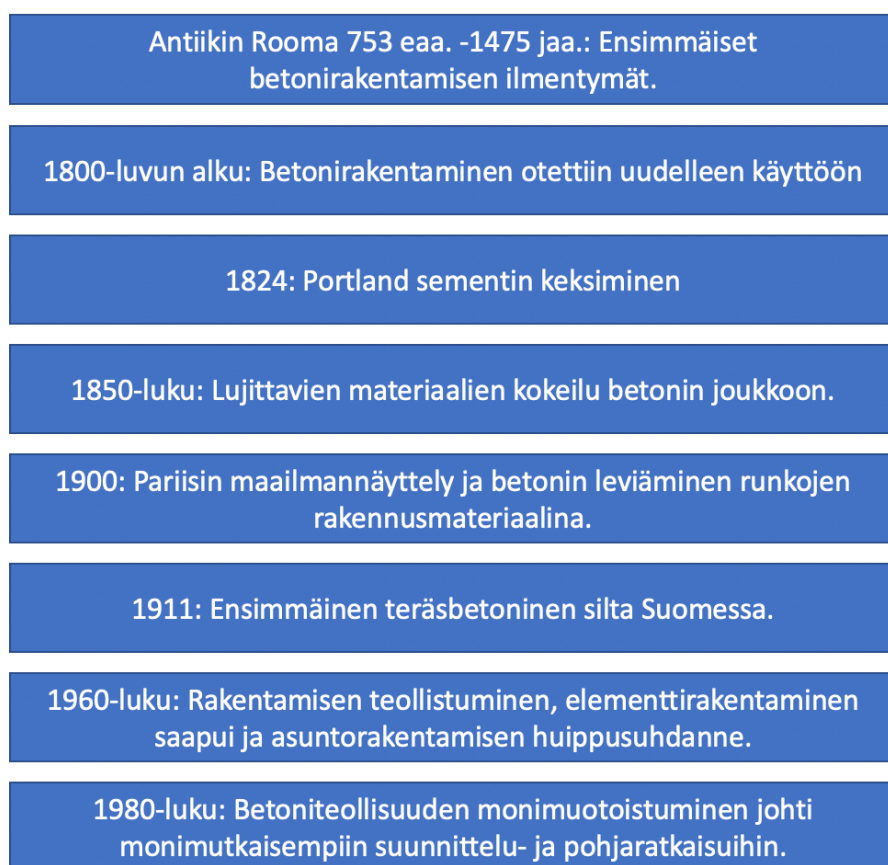 Antiikin Rooma 753 eaa. -1475 jaa.: Ensimmäiset
betonirakentamisen ilmentymät.
1800-luvun alku: Betonirakentaminen otettiin uudelleen käyttöön
1824: Portland sementin keksiminen
1850-luku: Lujittavien materiaalien kokeilu betonin joukkoon.
1900: Pariisin maailmannäyttely ja betonin leviäminen runkojen
rakennusmateriaalina.
1911: Ensimmäinen teräsbetoninen silta Suomessa.
1960-luku: Rakentamisen teollistuminen, elementtirakentaminen
saapui ja asuntorakentamisen huippusuhdanne.
1980-luku: Betoniteollisuuden monimuotoistuminen johti
monimutkaisempiin suunnittelu- ja pohjaratkaisuihin.